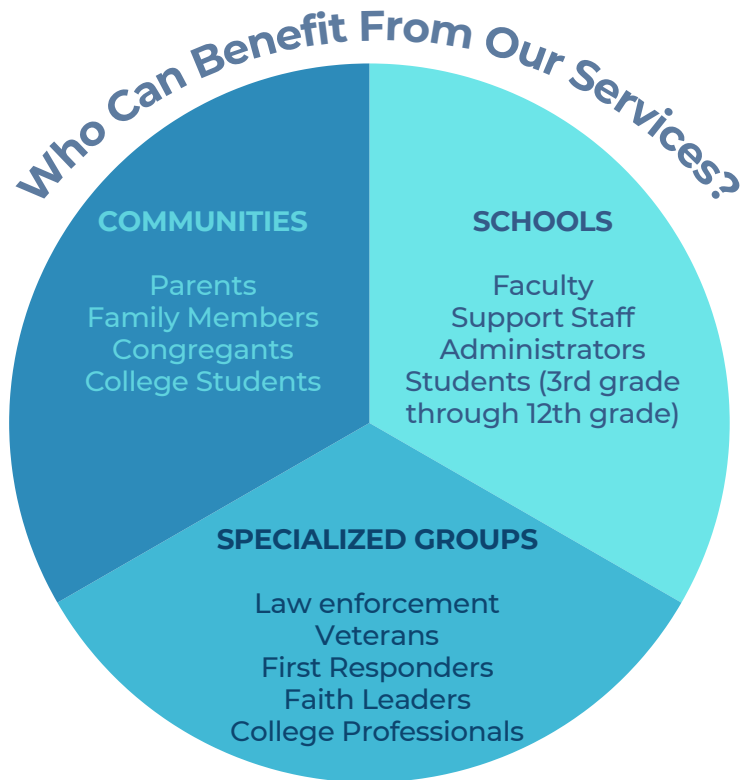 Who Can Benefit From Our Services?
COMMUNITIES
Parents
Family Members
Congregants
College Students
SCHOOLS
Faculty
Support Staff
Administrators
Students (3rd grade
through 12th grade)
SPECIALIZED GROUPS
Law enforcement
Veterans
First Responders
Faith Leaders
College Professionals